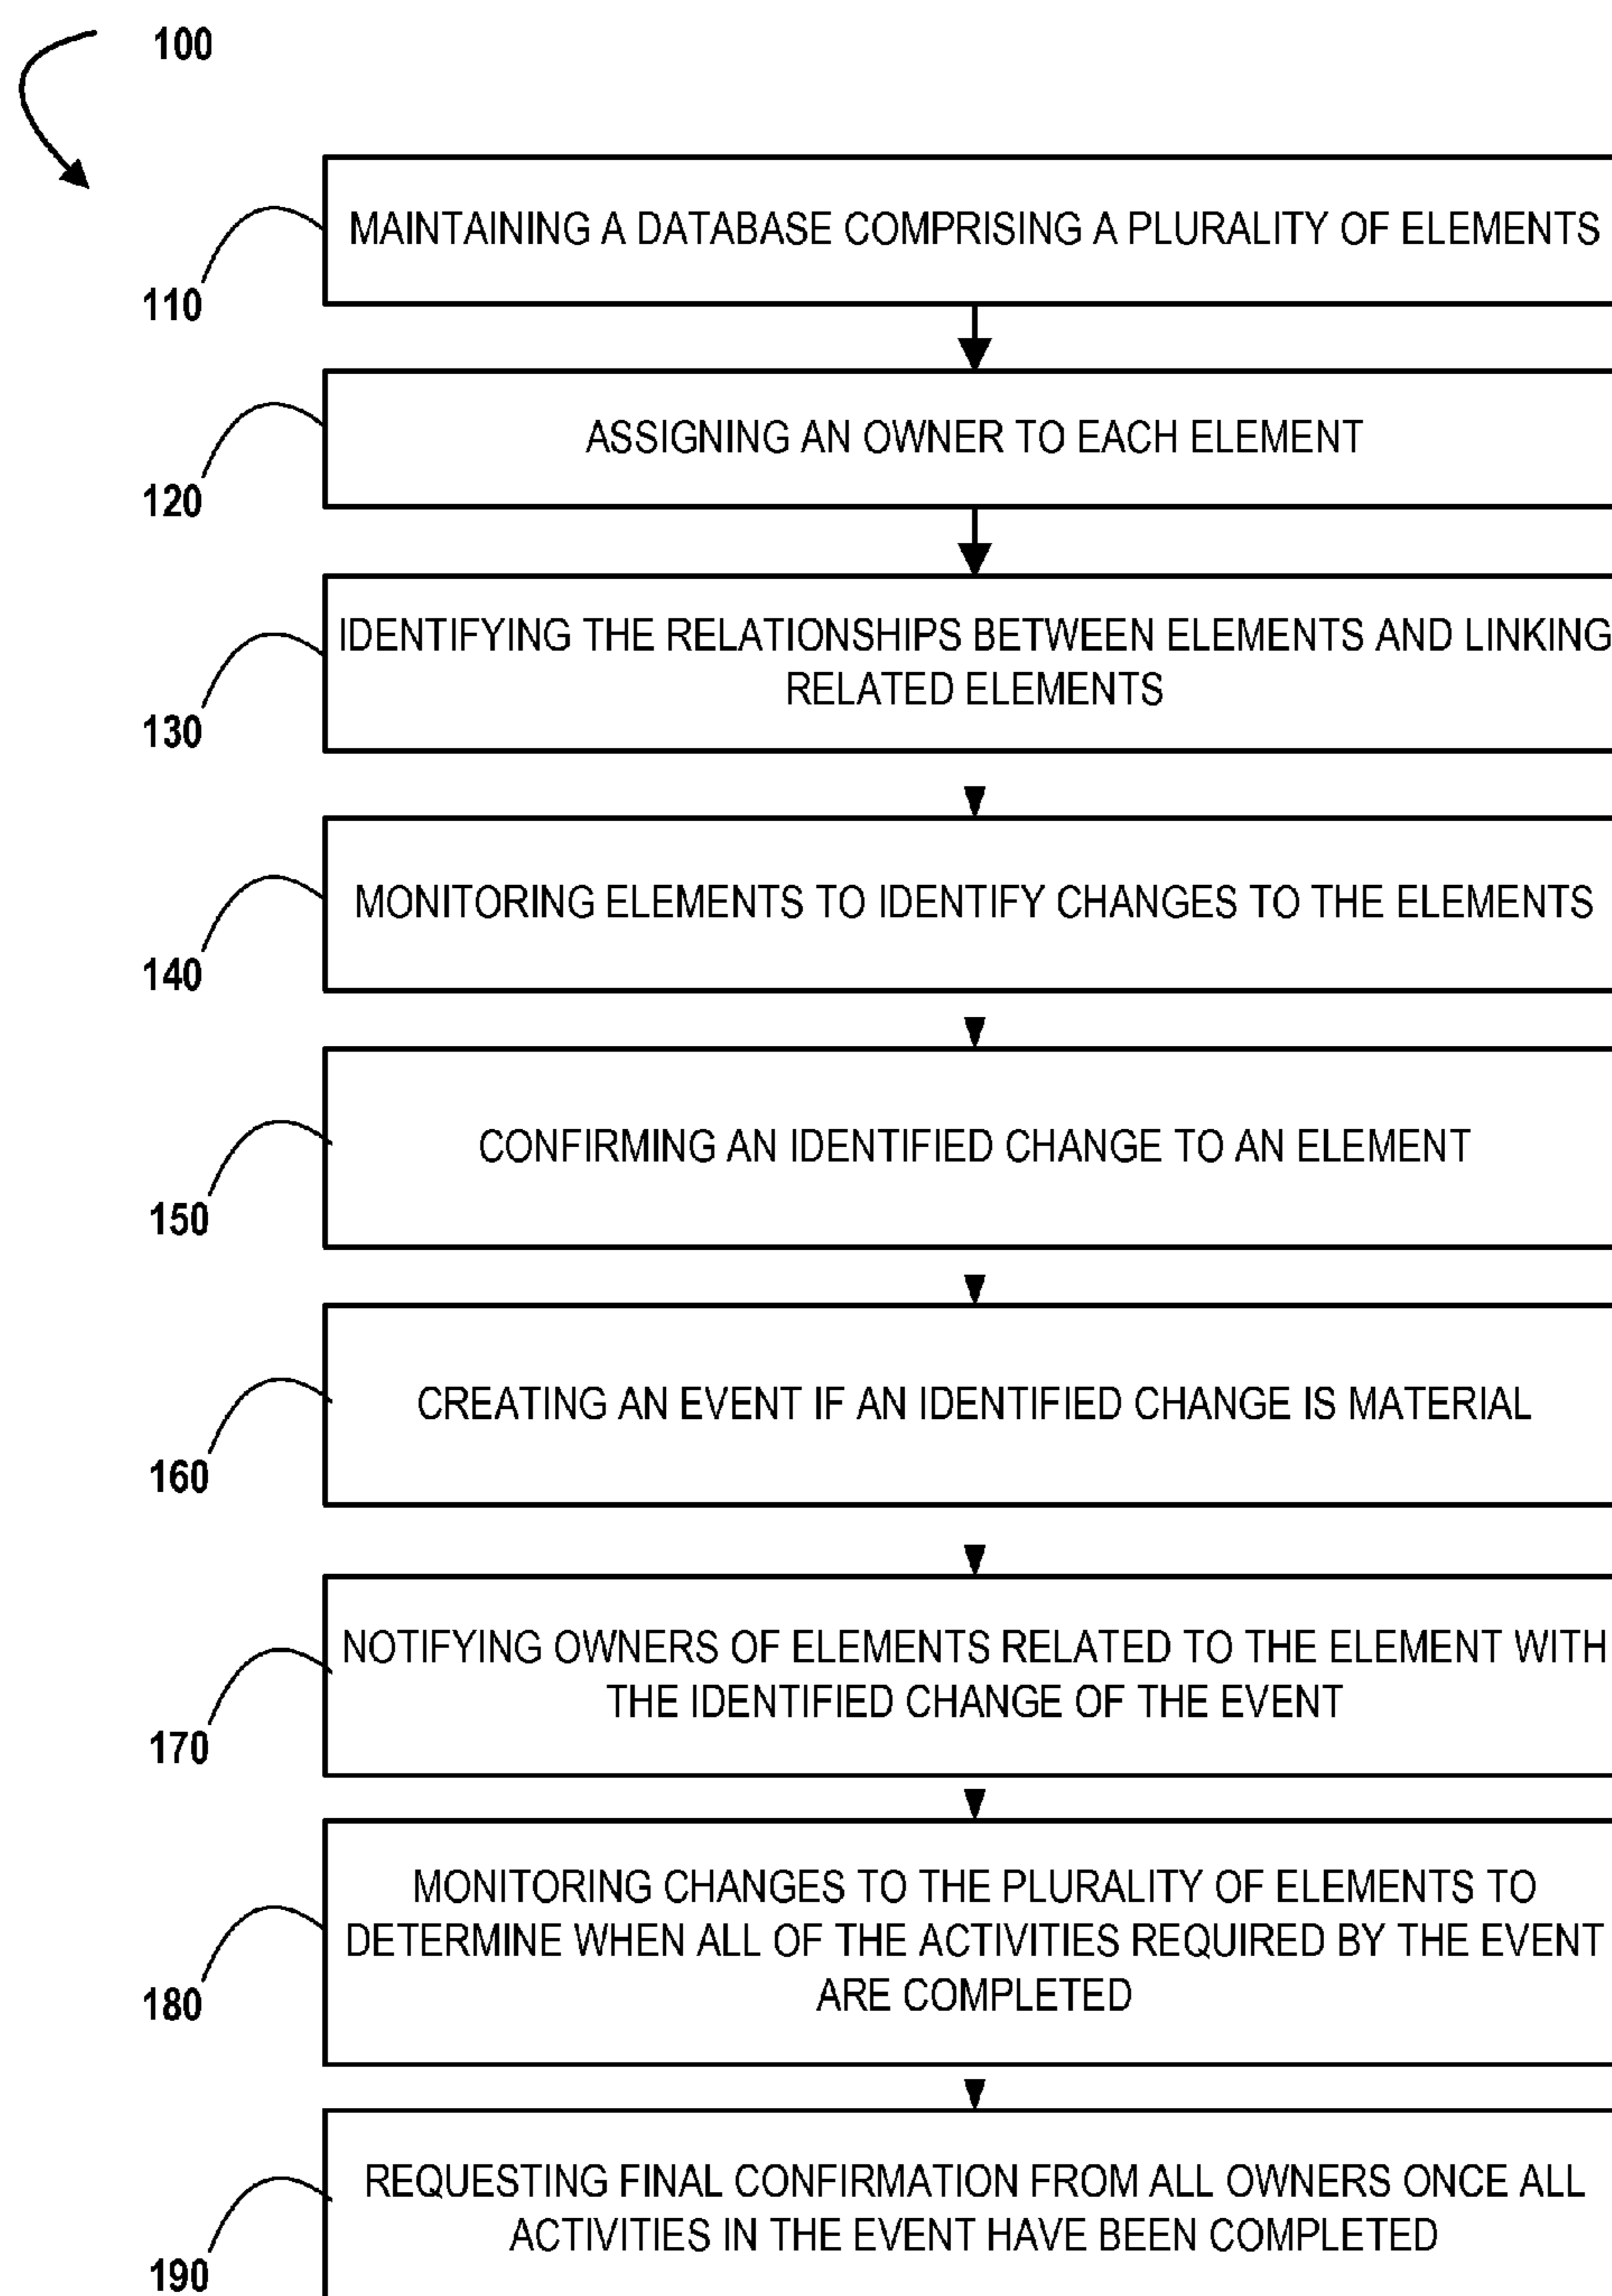 100
MAINTAINING A DATABASE COMPRISING A PLURALITY OF ELEMENTS
110
ASSIGNING AN OWNER TO EACH ELEMENT
120
IDENTIFYING THE RELATIONSHIPS BETWEEN ELEMENTS AND LINKING
RELATED ELEMENTS
130
MONITORING ELEMENTS TO IDENTIFY CHANGES TO THE ELEMENTS
140
CONFIRMING AN IDENTIFIED CHANGE TO AN ELEMENT
150
CREATING AN EVENT IF AN IDENTIFIED CHANGE IS MATERIAL
160
NOTIFYING OWNERS OF ELEMENTS RELATED TO THE ELEMENT WITH
THE IDENTIFIED CHANGE OF THE EVENT
170
MONITORING CHANGES TO THE PLURALITY OF ELEMENTS TO
DETERMINE WHEN ALL OF THE ACTIVITIES REQUIRED BY THE EVENT
ARE COMPLETED
180
REQUESTING FINAL CONFIRMATION FROM ALL OWNERS ONCE ALL
ACTIVITIES IN THE EVENT HAVE BEEN COMPLETED
190